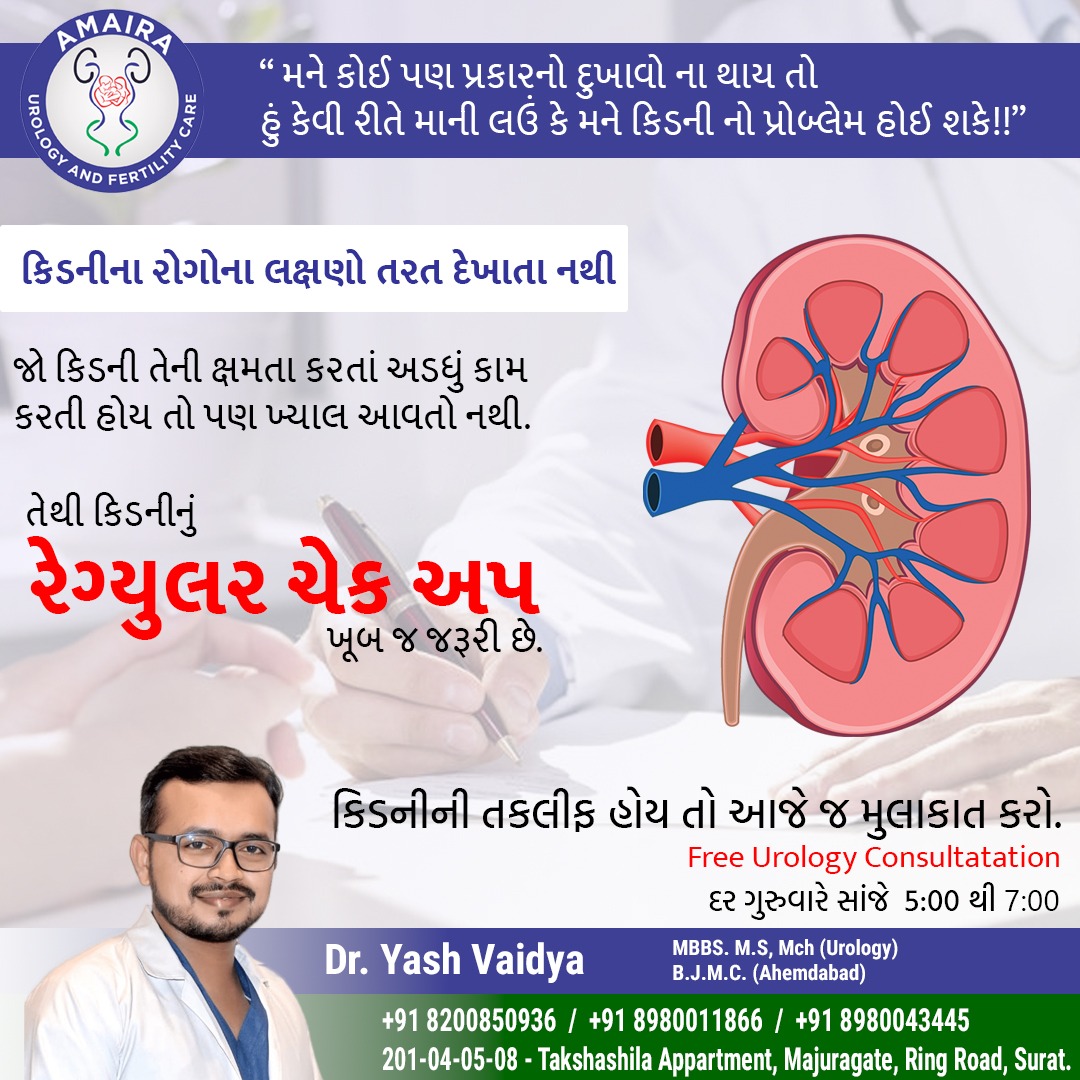 AMAIRA
UROLOGY AND FERTILITY CARE
“ મને કોઈ પણ પ્રકારનો દુખાવો ના થાય તો
હું કેવી રીતે માની લઉં કે મને કિડની નો પ્રોબ્લેમ હોઈ શકે!!”
કિડનીના રોગોના લક્ષણો તરત દેખાતા નથી
જો કિડની તેની ક્ષમતા કરતાં અડધું કામ
કરતી હોય તો પણ ખ્યાલ આવતો નથી.
તેથી કિડનીનું
રેગ્યુલર ચેક અપ
ખૂબ જ જરૂરી છે.
કિડનીની તકલીફ હોય તો આજે જ મુલાકાત કરો.
Free Urology Consultatation
દર ગુરુવારે સાંજે 5:00 થી 7:00
Dr. Yash Vaidya
MBBS. M.S, Mch (Urology)
B.J.M.C. (Ahemdabad)
+91 8200850936 / +91 8980011866 / +91 8980043445
201-04-05-08 - Takshashila Appartment, Majuragate, Ring Road, Surat.